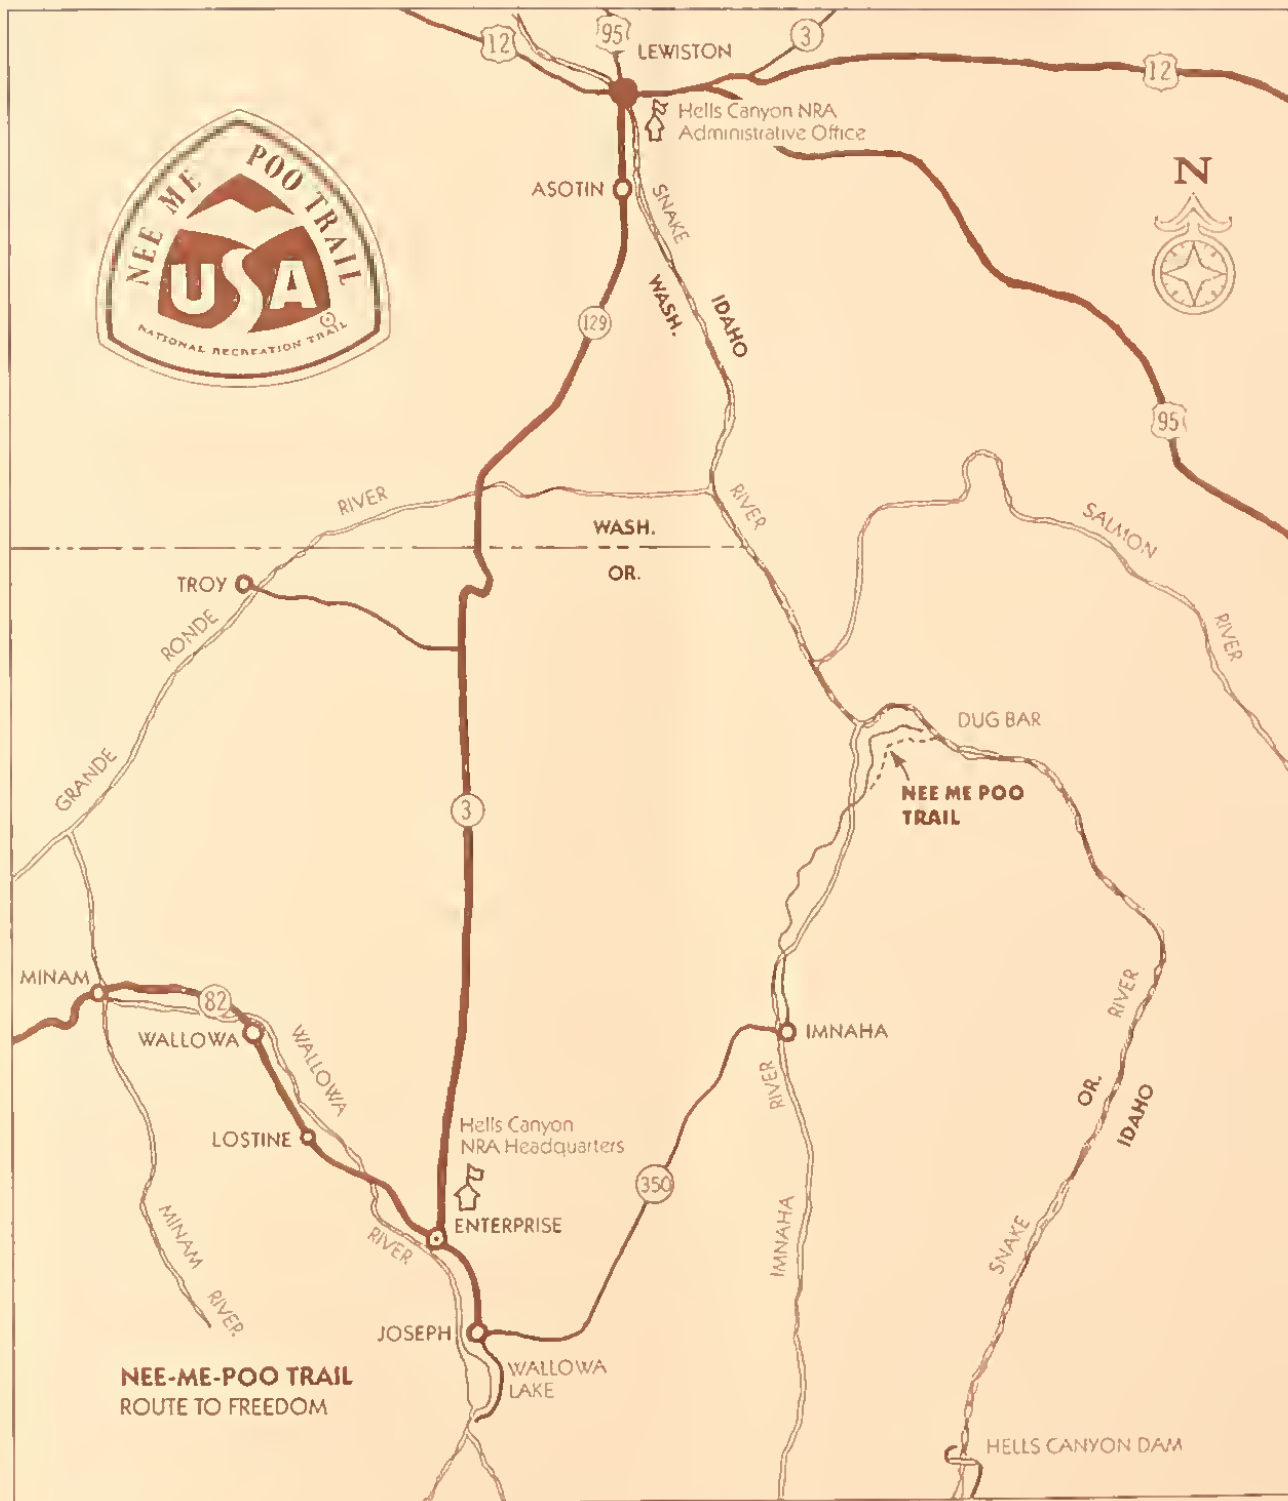 12
95
LEWISTON
3
12
Hells Canyon NRA
Administrative Office
NEE ME POO TRAIL
USA
NATIONAL RECREATION TRAIL
N
ASOTIN
SNAKE
WASH.
IDAHO
129
95
RIVER
RIVER
SALMON
WASH.
OR.
TROY
RONDE
RIVER
GRANDE
DUG BAR
NEE ME POO
TRAIL
3
MINAM
82
WALLOWA
WALLOWA
RIVER
IMNAHA
RIVER
OR.
IDAHO
LOSTINE
Hells Canyon
NRA Headquarters
350
MINAM
RIVER
ENTERPRISE
RIVER
IMNAHA
SNAKE
JOSEPH
WALLOWA
LAKE
NEE-ME-POO TRAIL
ROUTE TO FREEDOM
HELLS CANYON DAM